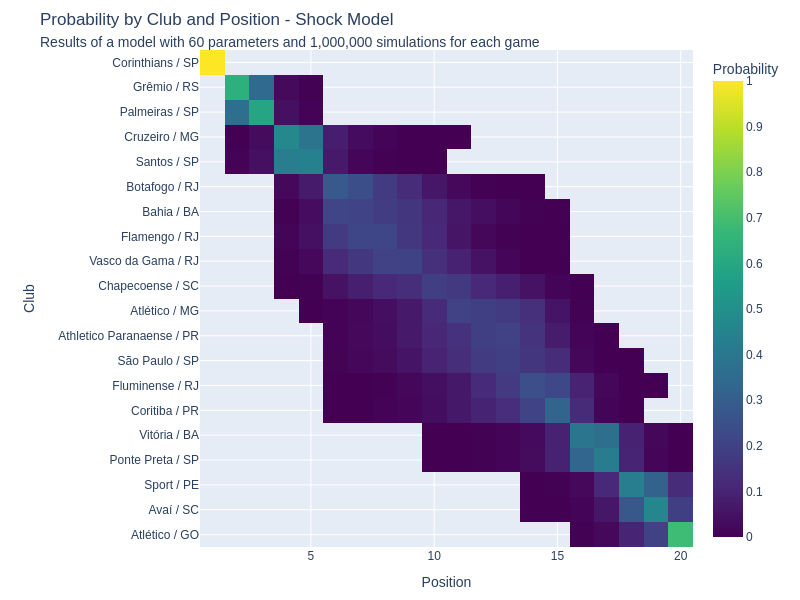 Probability by Club and Position - Shock Model
Results of a model with 60 parameters and 1,000,000 simulations for each game
Probability
Corinthians / SP
Grêmio / RS
Palmeiras / SP
Cruzeiro / MG
Santos / SP
Botafogo / RJ
Bahia / BA
Flamengo / RJ
Vasco da Gama / RJ
Chapecoense / SC
Atlético / MG
Athletico Paranaense / PR
São Paulo / SP
Fluminense / RJ
Coritiba / PR
Vitória / BA
Ponte Preta / SP
Sport / PE
Avaí / SC
Atlético / GO
Club
5
10
15
20
Position
1
0.9
0.8
0.7
0.6
0.5
0.4
0.3
0.2
0.1
0